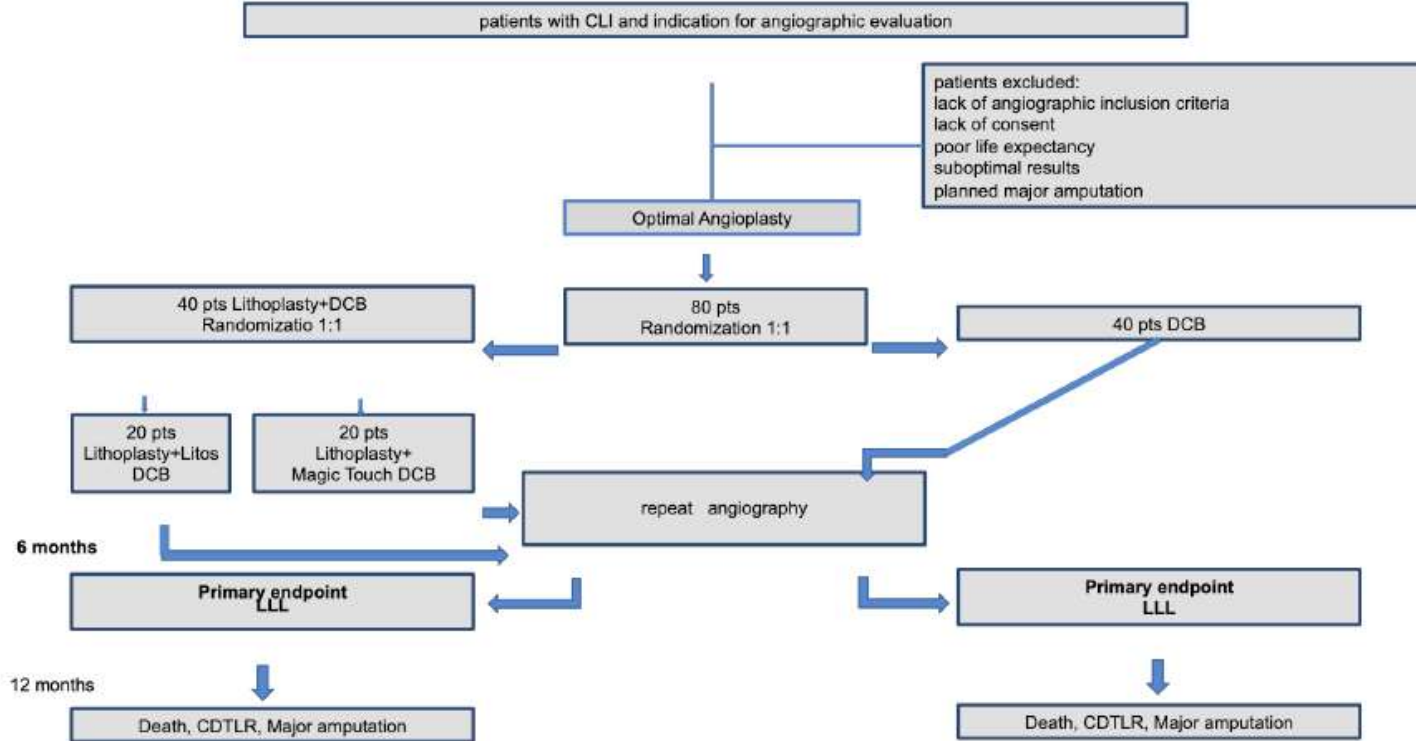 patients with CLI and indication for angiographic evaluation
patients excluded:
lack of angiographic inclusion criteria
lack of consent
poor life expectancy
suboptimal results
planned major amputation
Optimal Angioplasty
40 pts Lithoplasty+DCB
Randomizatio 1:1
80 pts
Randomization 1:1
40 pts DCB
20 pts
Lithoplasty+Litos
DCB
20 pts
Lithoplasty+
Magic Touch DCB
repeat angiography
6 months
Primary endpoint
LLL
Primary endpoint
LLL
12 months
Death, CDTLR, Major amputation
Death, CDTLR, Major amputation